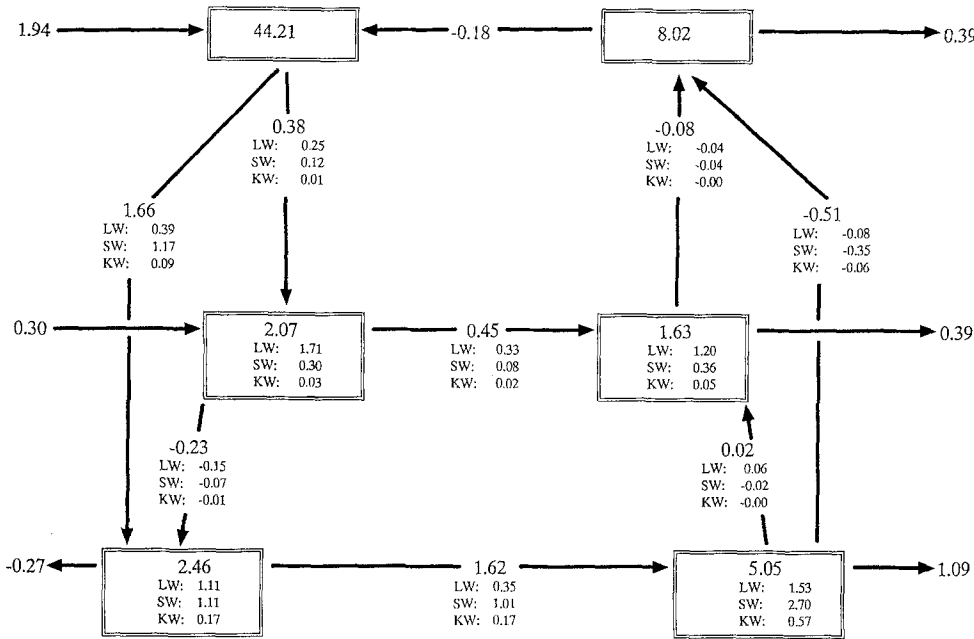 1.94
44.21
-0.18
8.02
0.39
0.38
LW: 0.25
SW: 0.12
KW: 0.01
-0.08
LW: -0.04
SW: -0.04
KW: -0.00
1.66
LW: 0.39
SW: 1.17
KW: 0.09
-0.51
LW: -0.08
SW: -0.35
KW: -0.06
0.30
2.07
LW: 1.71
SW: 0.30
KW: 0.03
0.45
LW: 0.33
SW: 0.08
KW: 0.02
1.63
LW: 1.20
SW: 0.36
KW: 0.05
0.39
-0.23
LW: -0.15
SW: -0.07
KW: -0.01
0.02
LW: 0.06
SW: -0.02
KW: -0.00
-0.27
2.46
LW: 1.11
SW: 1.11
KW: 0.17
1.62
LW: 0.35
SW: 1.01
KW: 0.17
5.05
LW: 1.53
SW: 2.70
KW: 0.57
1.09